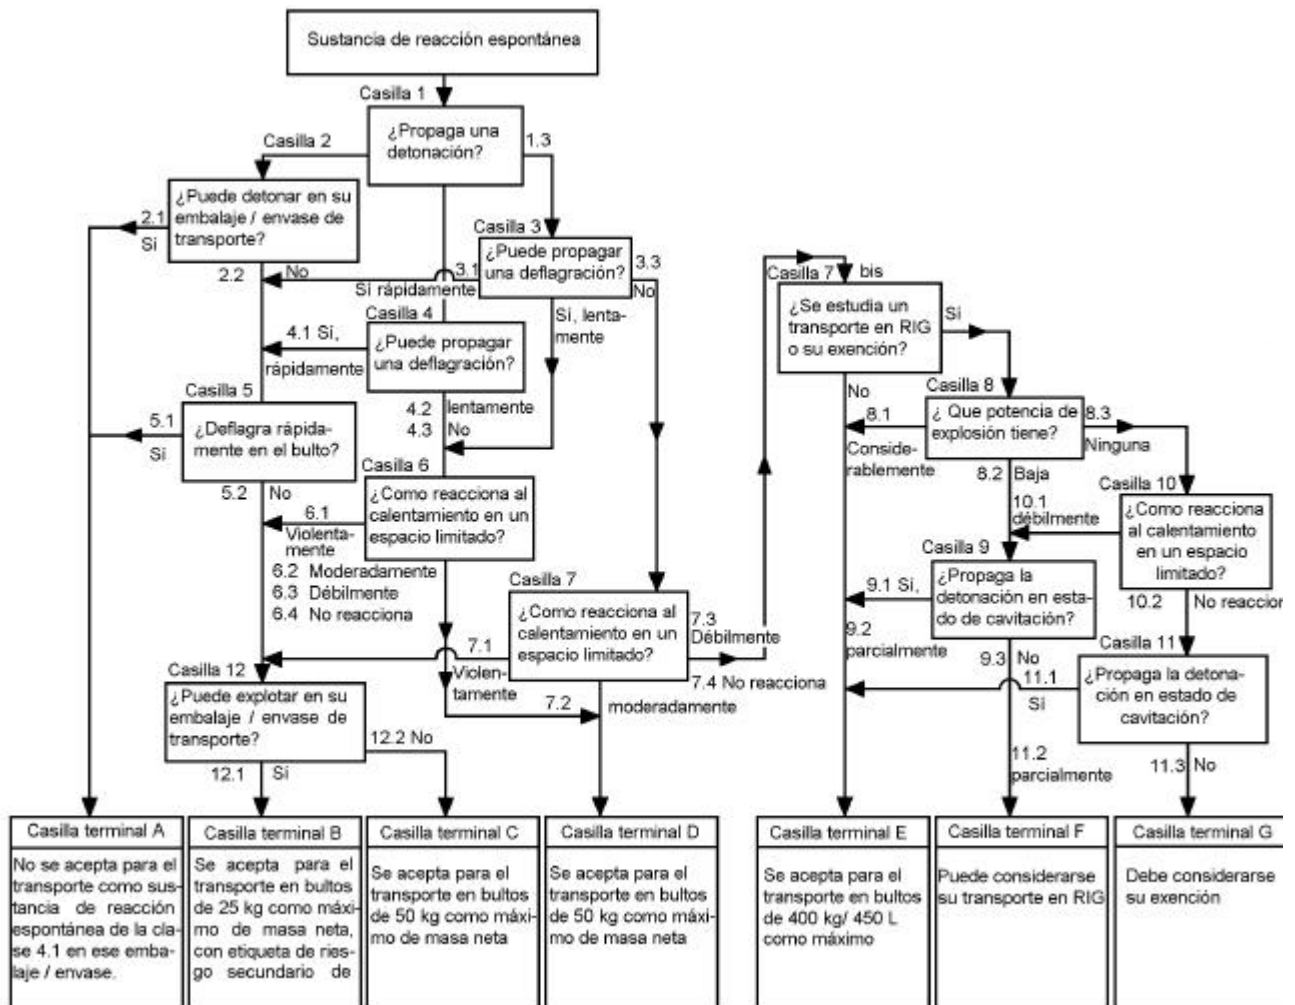 Sustancia de reacción espontánea
Casilla 1
¿Propaga una
detonación?
1.3
Casilla 2
¿Puede detonar en su
embalaje / envase de
transporte?
2.1
Si
2.2
No
Casilla 3
¿Puede propagar
una deflagración?
3.1
Si rápidamente
3.3
No
Sí, lenta-
mente
Casilla 4
¿Puede propagar
una deflagración?
4.1 Sí,
rápidamente
4.2 lentamente
4.3 No
Casilla 5
¿Deflagra rápida-
mente en el bulto?
5.1
Si
5.2
No
Casilla 6
¿Como reacciona al
calentamiento en un
espacio limitado?
6.1
Violenta-
mente
6.2 Moderadamente
6.3 Débilmente
6.4 No reacciona
Casilla 7
¿Como reacciona al
calentamiento en un
espacio limitado?
7.1
Violen-
tamente
7.2
moderadamente
7.3
Débilmente
7.4 No reacciona
Casilla 12
¿Puede explotar en su
embalaje / envase de
transporte?
12.1
Si
12.2 No
Casilla 7 bis
¿Se estudia un
transporte en RIG
o su exención?
Si
No
Casilla 8
¿ Que potencia de
explosión tiene?
8.1
Conside-
rablemente
8.2
Baja
8.3
Ninguna
Casilla 10
¿Como reacciona
al calentamiento
en un espacio
limitado?
10.1
débilmente
10.2
No reaccior
Casilla 9
¿Propaga la
detonación en esta-
do de cavitación?
9.1 Sí,
9.2
parcialmente
9.3
No
Casilla 11
¿Propaga la detona-
ción en estado de
cavitación?
11.1
Si
11.2
parcialmente
11.3
No
Casilla terminal A
No se acepta para el
transporte como sus-
tancia de reacción
espontánea de la cla-
se 4.1 en ese emba-
laje / envase.
Casilla terminal B
Se acepta para el
transporte en bultos
de 25 kg como máxi-
mo de masa neta,
con etiqueta de ries-
go secundario de
Casilla terminal C
Se acepta para el
transporte en bultos
de 50 kg como máxi-
mo de masa neta
Casilla terminal D
Se acepta para el
transporte en bultos
de 50 kg como máxi-
mo de masa neta
Casilla terminal E
Se acepta para el
transporte en bultos
de 400 kg/ 450 L
como máximo
Casilla terminal F
Puede considerarse
su transporte en RIG
Casilla terminal G
Debe considerarse
su exención